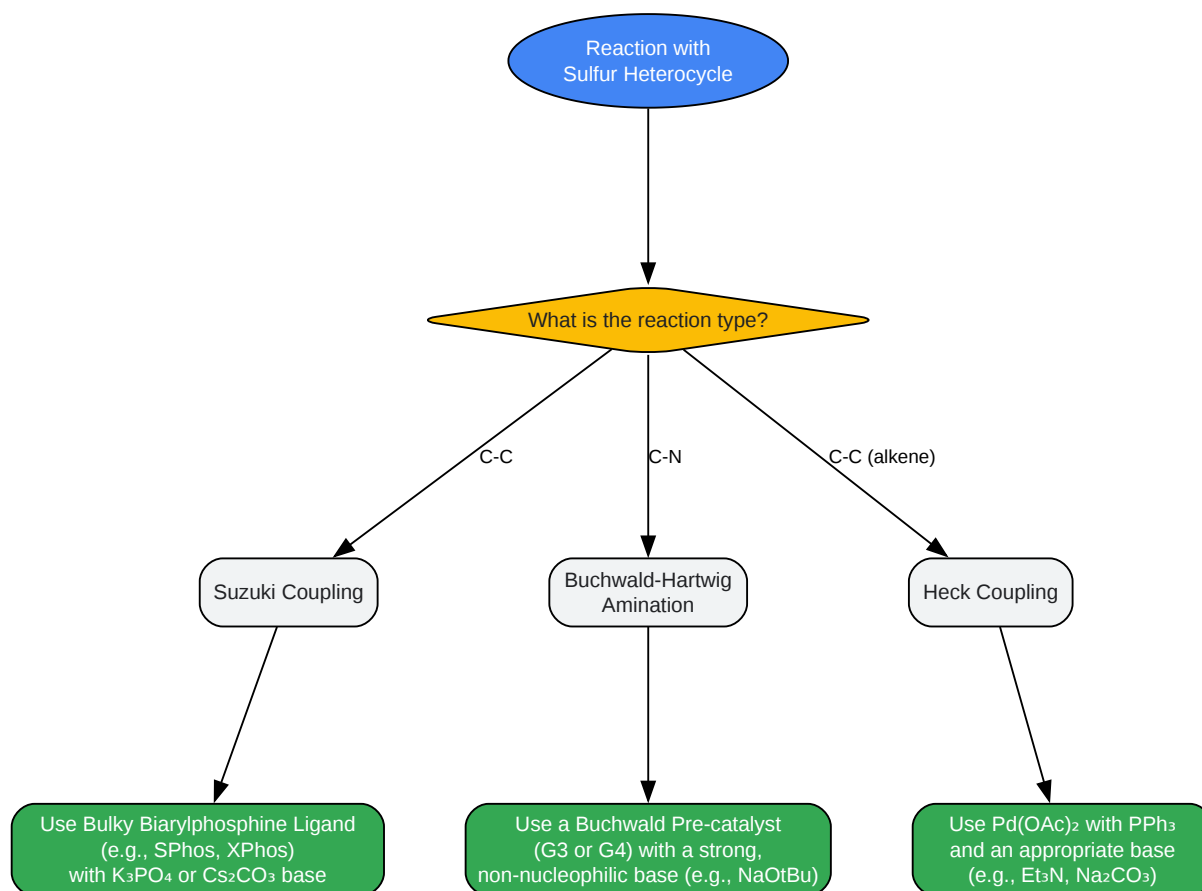 Reaction with
Sulfur Heterocycle
What is the reaction type?
C-C
C-N
C-C (alkene)
Suzuki Coupling
Buchwald-Hartwig
Amination
Heck Coupling
Use Bulky Biarylphosphine Ligand
(e.g., SPhos, XPhos)
with K₃PO₄ or Cs₂CO₃ base
Use a Buchwald Pre-catalyst
(G3 or G4) with a strong,
non-nucleophilic base (e.g., NaOtBu)
Use Pd(OAc)₂ with PPh₃
and an appropriate base
(e.g., Et₃N, Na₂CO₃)